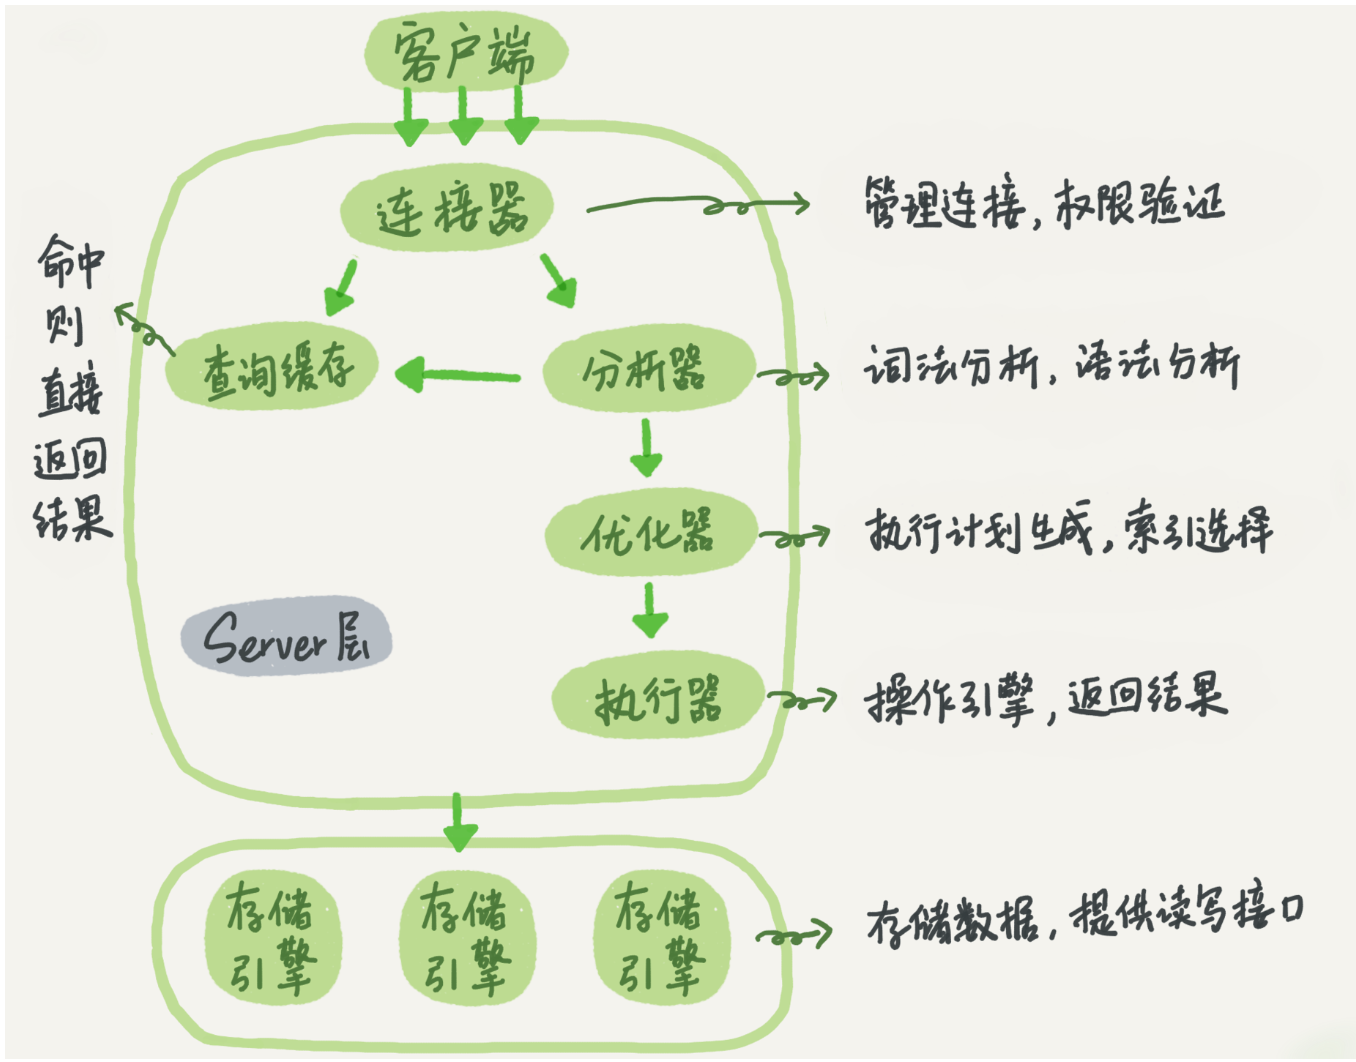 客户端
连接器
管理连接，权限验证
命中
则
直接
返回
结果
查询缓存
分析器
词法分析，语法分析
优化器
执行计划生成，索引选择
Server层
执行器
操作引擎，返回结果
存储
引擎
存储
引擎
存储
引擎
存储数据，提供读写接口